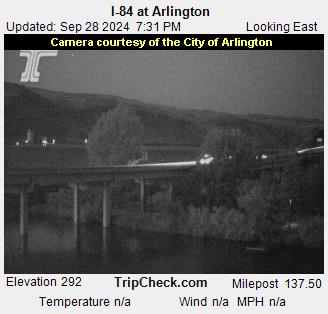 I-84 at Arlington
Updated: Sep 28 2024 7:31 PM Looking East
Camera courtesy of the City of Arlington
Elevation 292 TripCheck.com Milepost 137.50
Temperature n/a Wind n/a MPH n/a